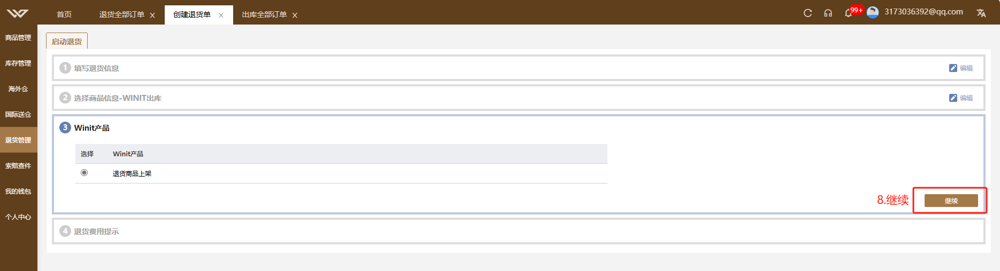 首页
退货全部订单
创建退货单
出库全部订单
99+
3173036392@qq.com
商品管理
库存管理
海外仓
国际送仓
退货管理
索赔查件
我的钱包
个人中心
启动退货
1 填写退货信息
编辑
2 选择商品信息-WINIT出库
编辑
3 Winit产品
选择 Winit产品
退货商品上架
8.继续
继续
4 退货费用提示